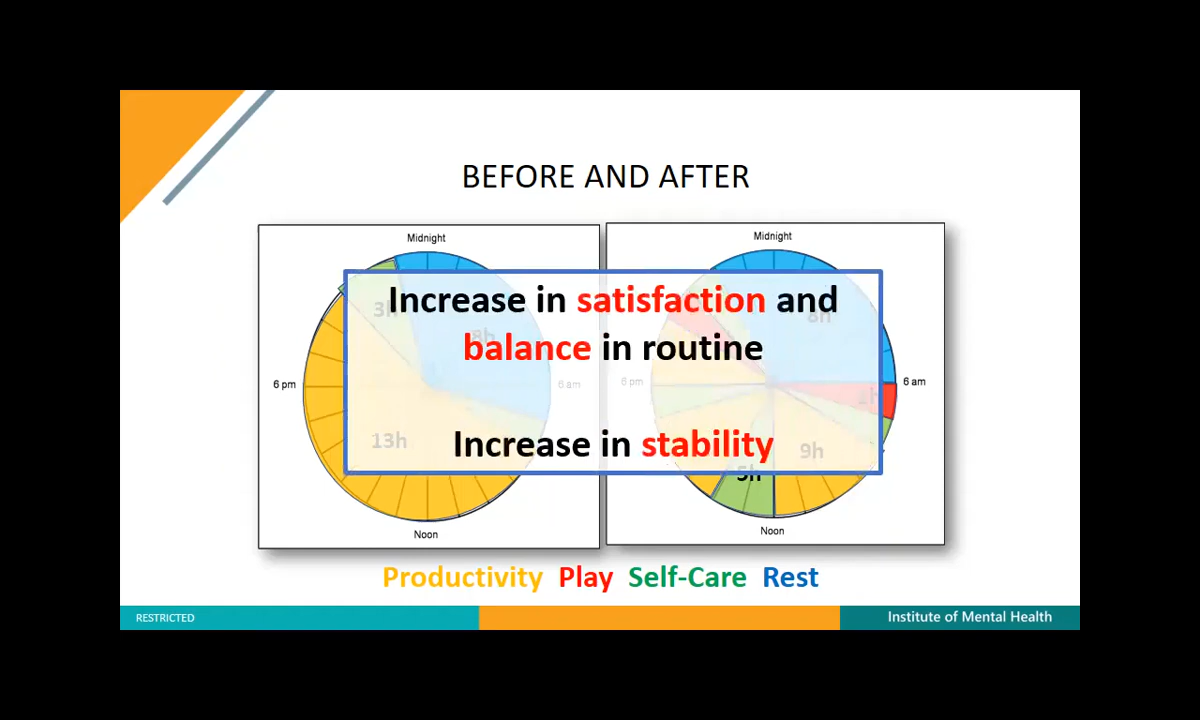 BEFORE AND AFTER
Midnight
3h
8h
6 pm
6 am
13h
Noon
Midnight
8h
6 pm
6 am
9h
5h
Noon
Increase in satisfaction and
balance in routine
Increase in stability
Productivity Play Self-Care Rest
RESTRICTED
Institute of Mental Health